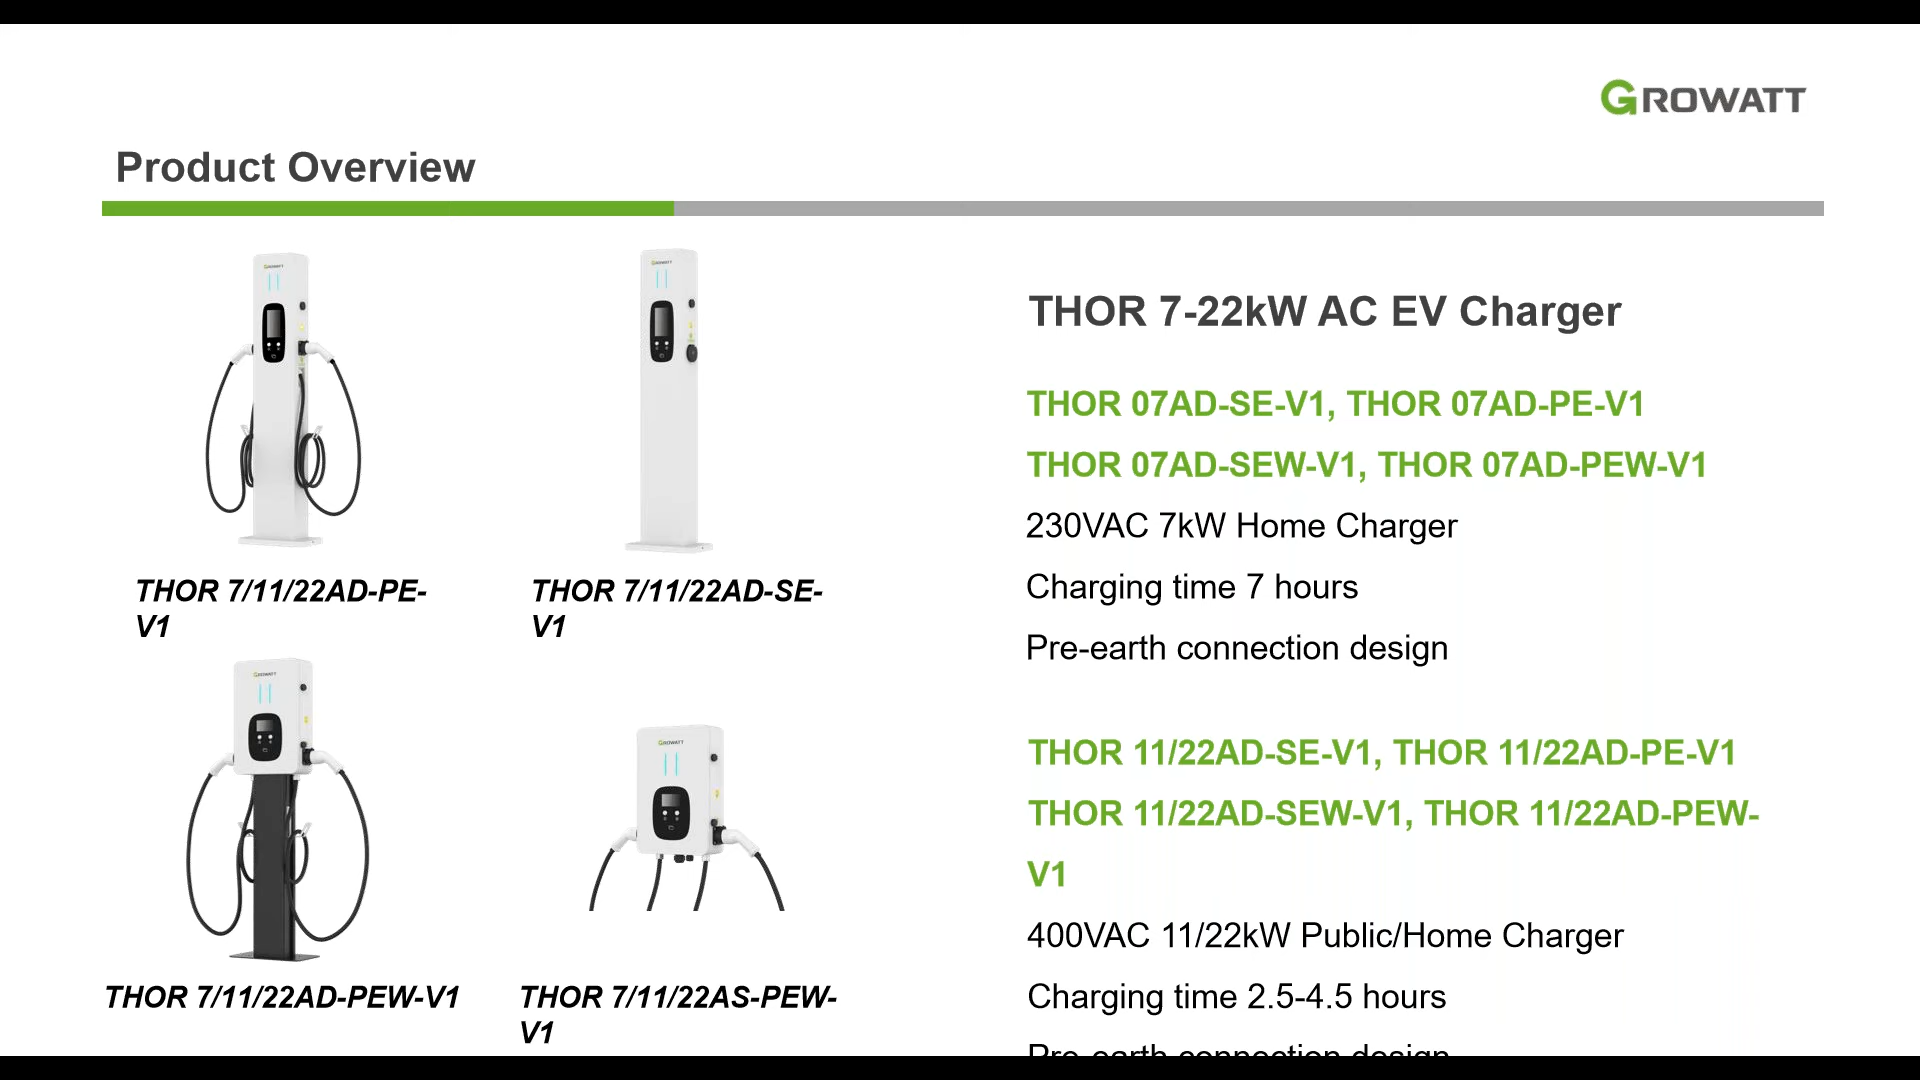 GROWATT
Product Overview
THOR 7/11/22AD-PE-
V1
THOR 7/11/22AD-SE-
V1
THOR 7/11/22AD-PEW-V1
THOR 7/11/22AS-PEW-
V1
THOR 7-22kW AC EV Charger
THOR 07AD-SE-V1, THOR 07AD-PE-V1
THOR 07AD-SEW-V1, THOR 07AD-PEW-V1
230VAC 7kW Home Charger
Charging time 7 hours
Pre-earth connection design
THOR 11/22AD-SE-V1, THOR 11/22AD-PE-V1
THOR 11/22AD-SEW-V1, THOR 11/22AD-PEW-
V1
400VAC 11/22kW Public/Home Charger
Charging time 2.5-4.5 hours
Pre-earth connection design